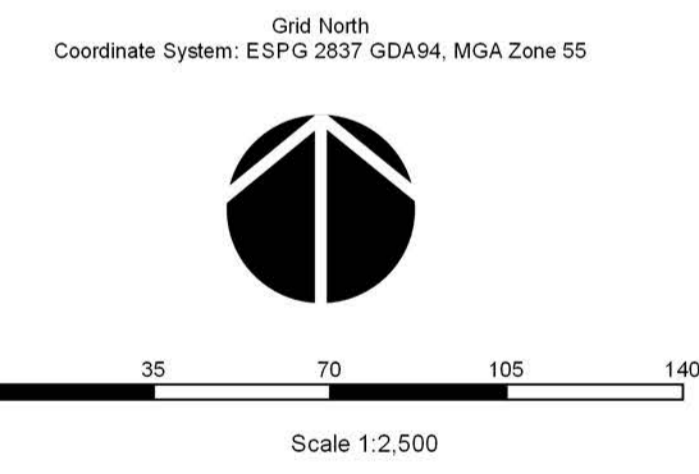 Grid North
Coordinate System: ESPG 2837 GDA94, MGA Zone 55
35 70 105 140
Scale 1:2,500